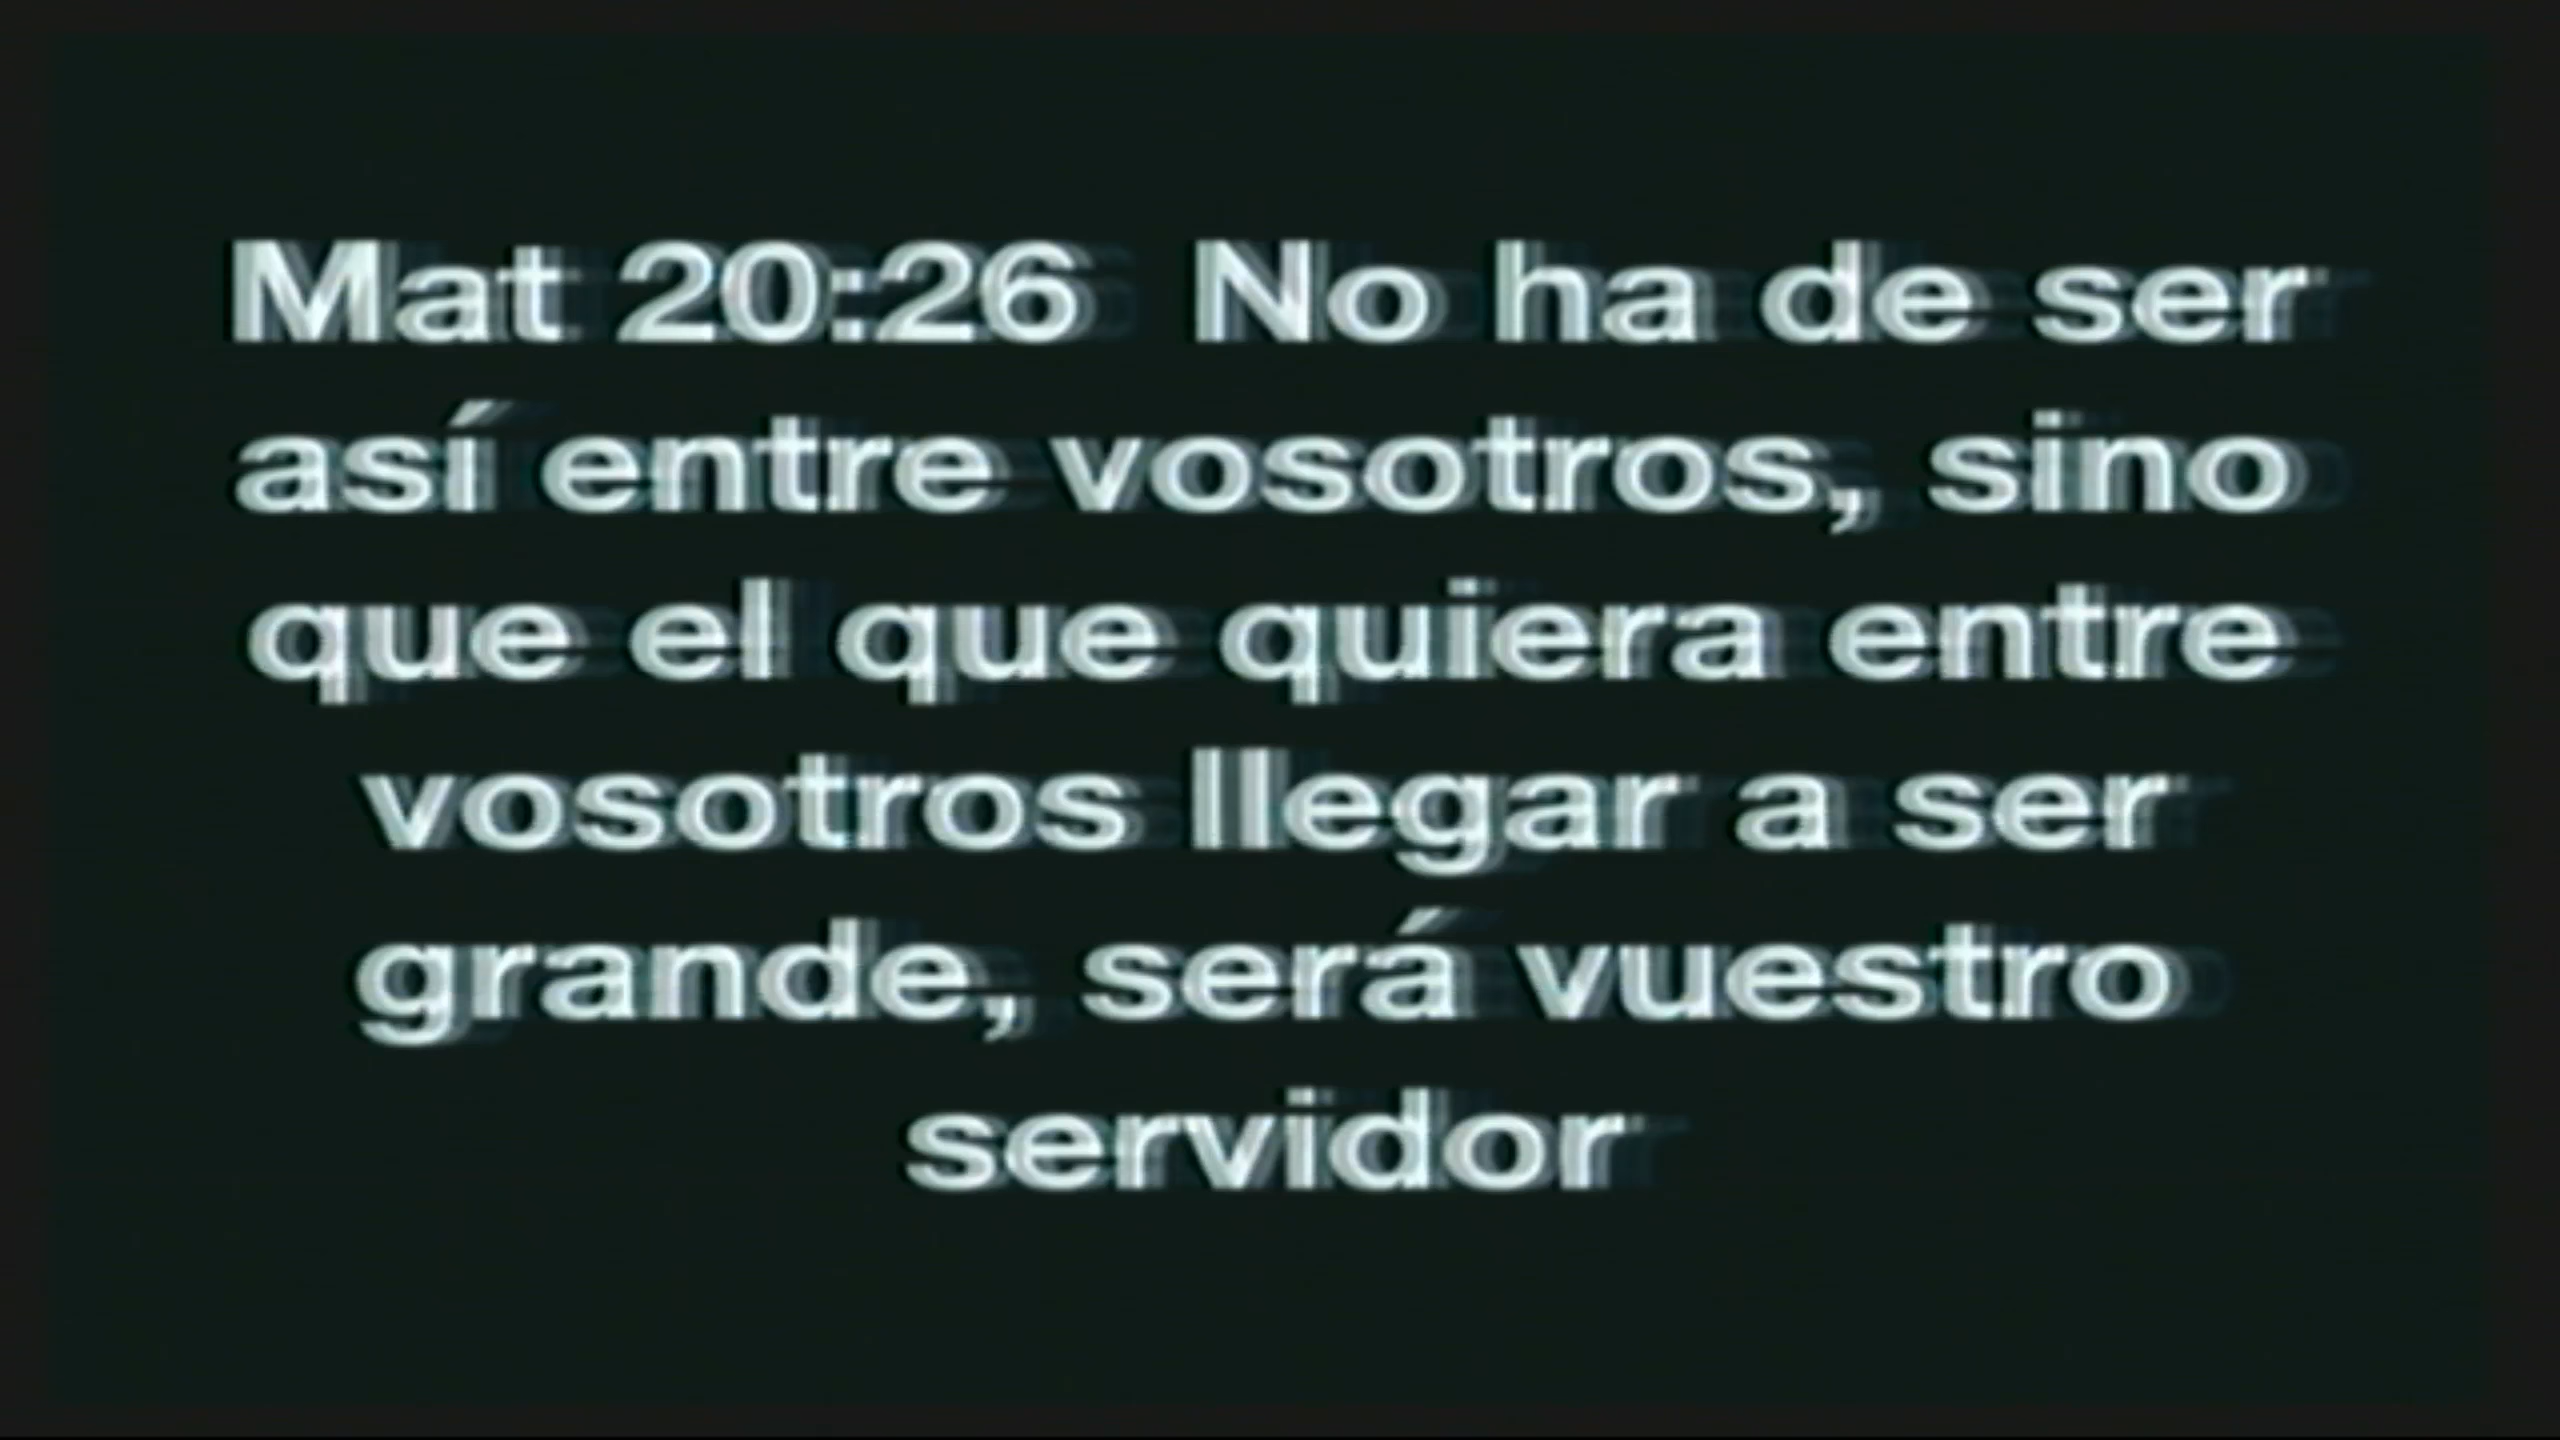 Mat 20:26  No ha de ser
así entre vosotros, sino
que el que quiera entre
vosotros llegar a ser
grande, será vuestro
servidor